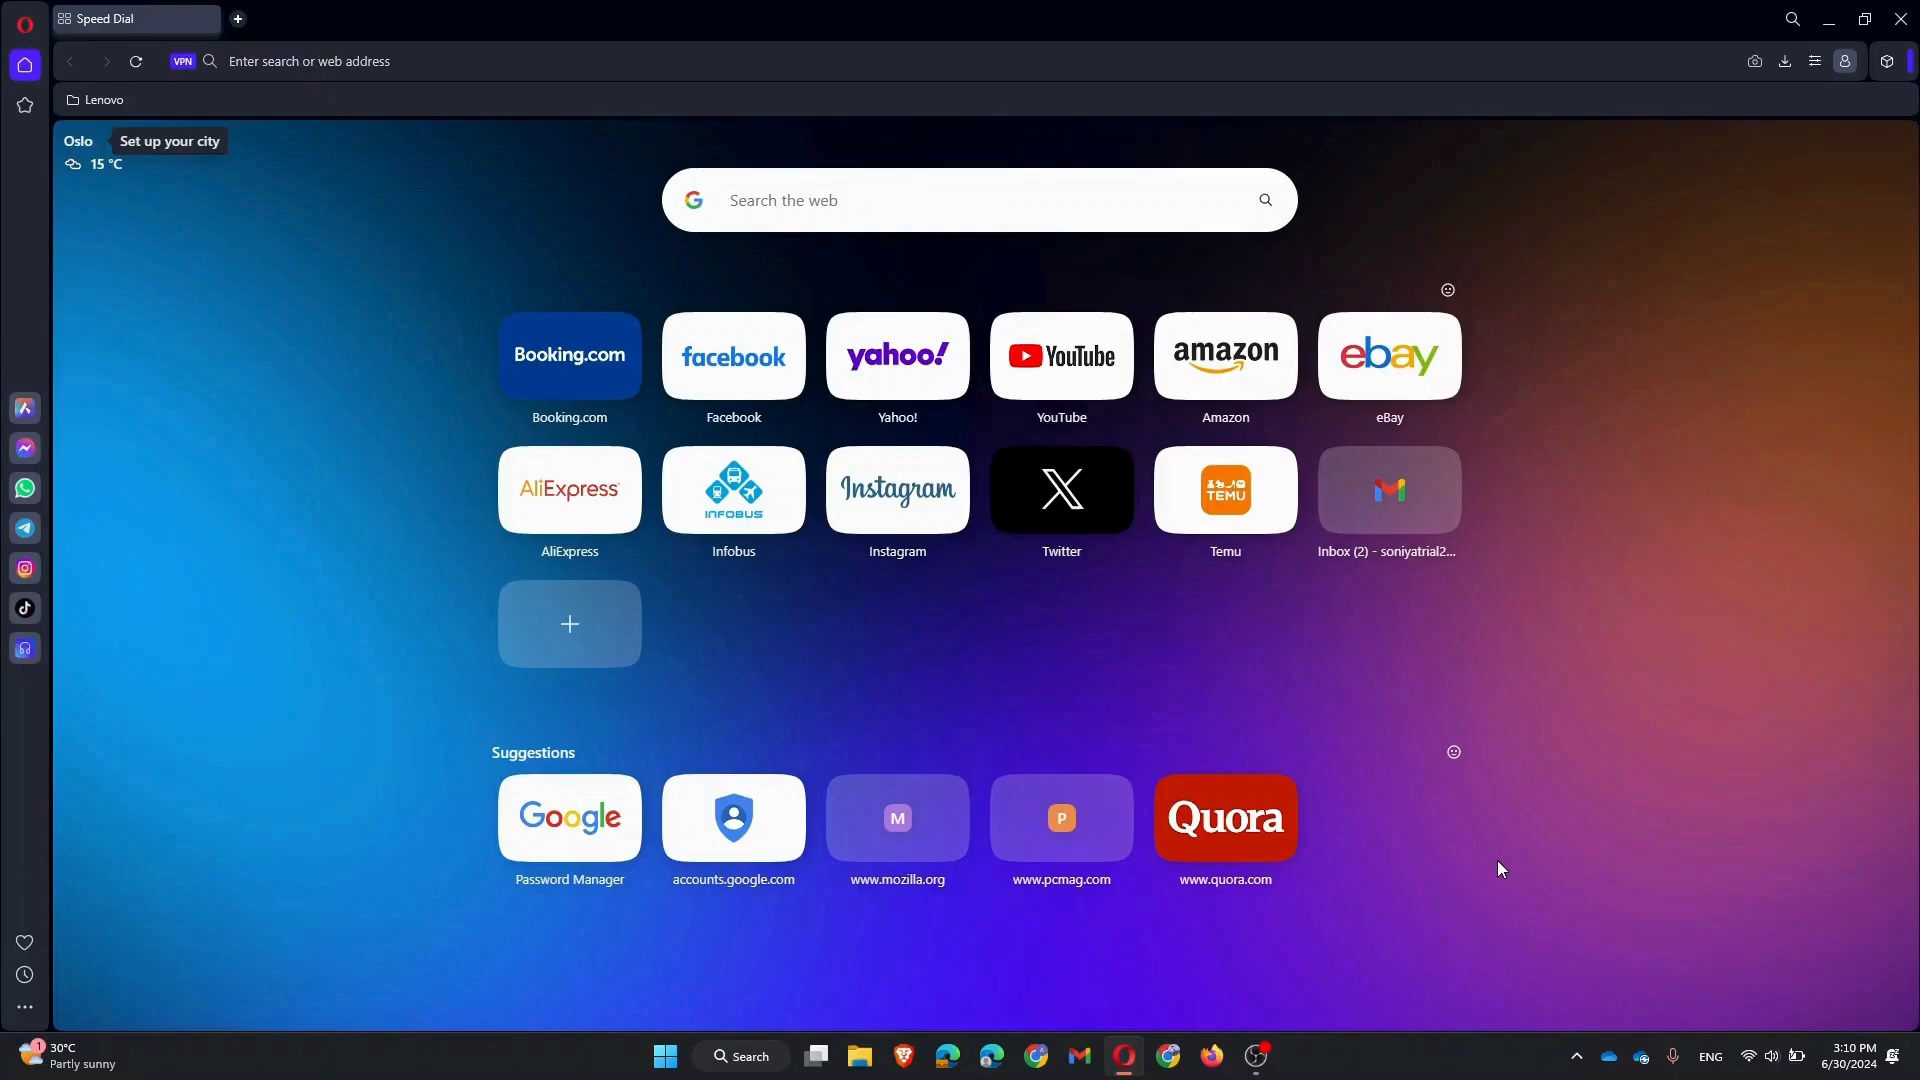 Speed Dial
VPN
Enter search or web address
Lenovo
Oslo
Set up your city
15 °C
Search the web
Booking.com
facebook
yahoo!
YouTube
amazon
ebay
Booking.com
Facebook
Yahoo!
YouTube
Amazon
eBay
AliExpress
INFOBUS
Instagram
TEMU
AliExpress
Infobus
Instagram
Twitter
Temu
Inbox (2) - soniyatrial2...
Suggestions
Google
M
P
Quora
Password Manager
accounts.google.com
www.mozilla.org
www.pcmag.com
www.quora.com
1
30°C
Partly sunny
Search
ENG
3:10 PM
6/30/2024